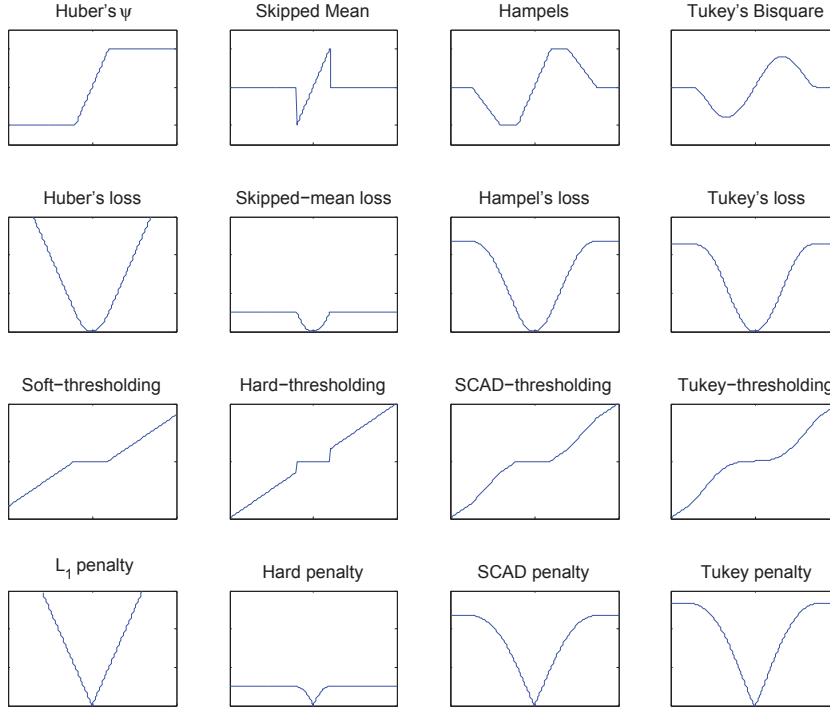 Huber's ψ
Skipped Mean
Hampels
Tukey's Bisquare
Huber's loss
Skipped−mean loss
Hampel's loss
Tukey's loss
Soft−thresholding
Hard−thresholding
SCAD−thresholding
Tukey−thresholding
L₁ penalty
Hard penalty
SCAD penalty
Tukey penalty